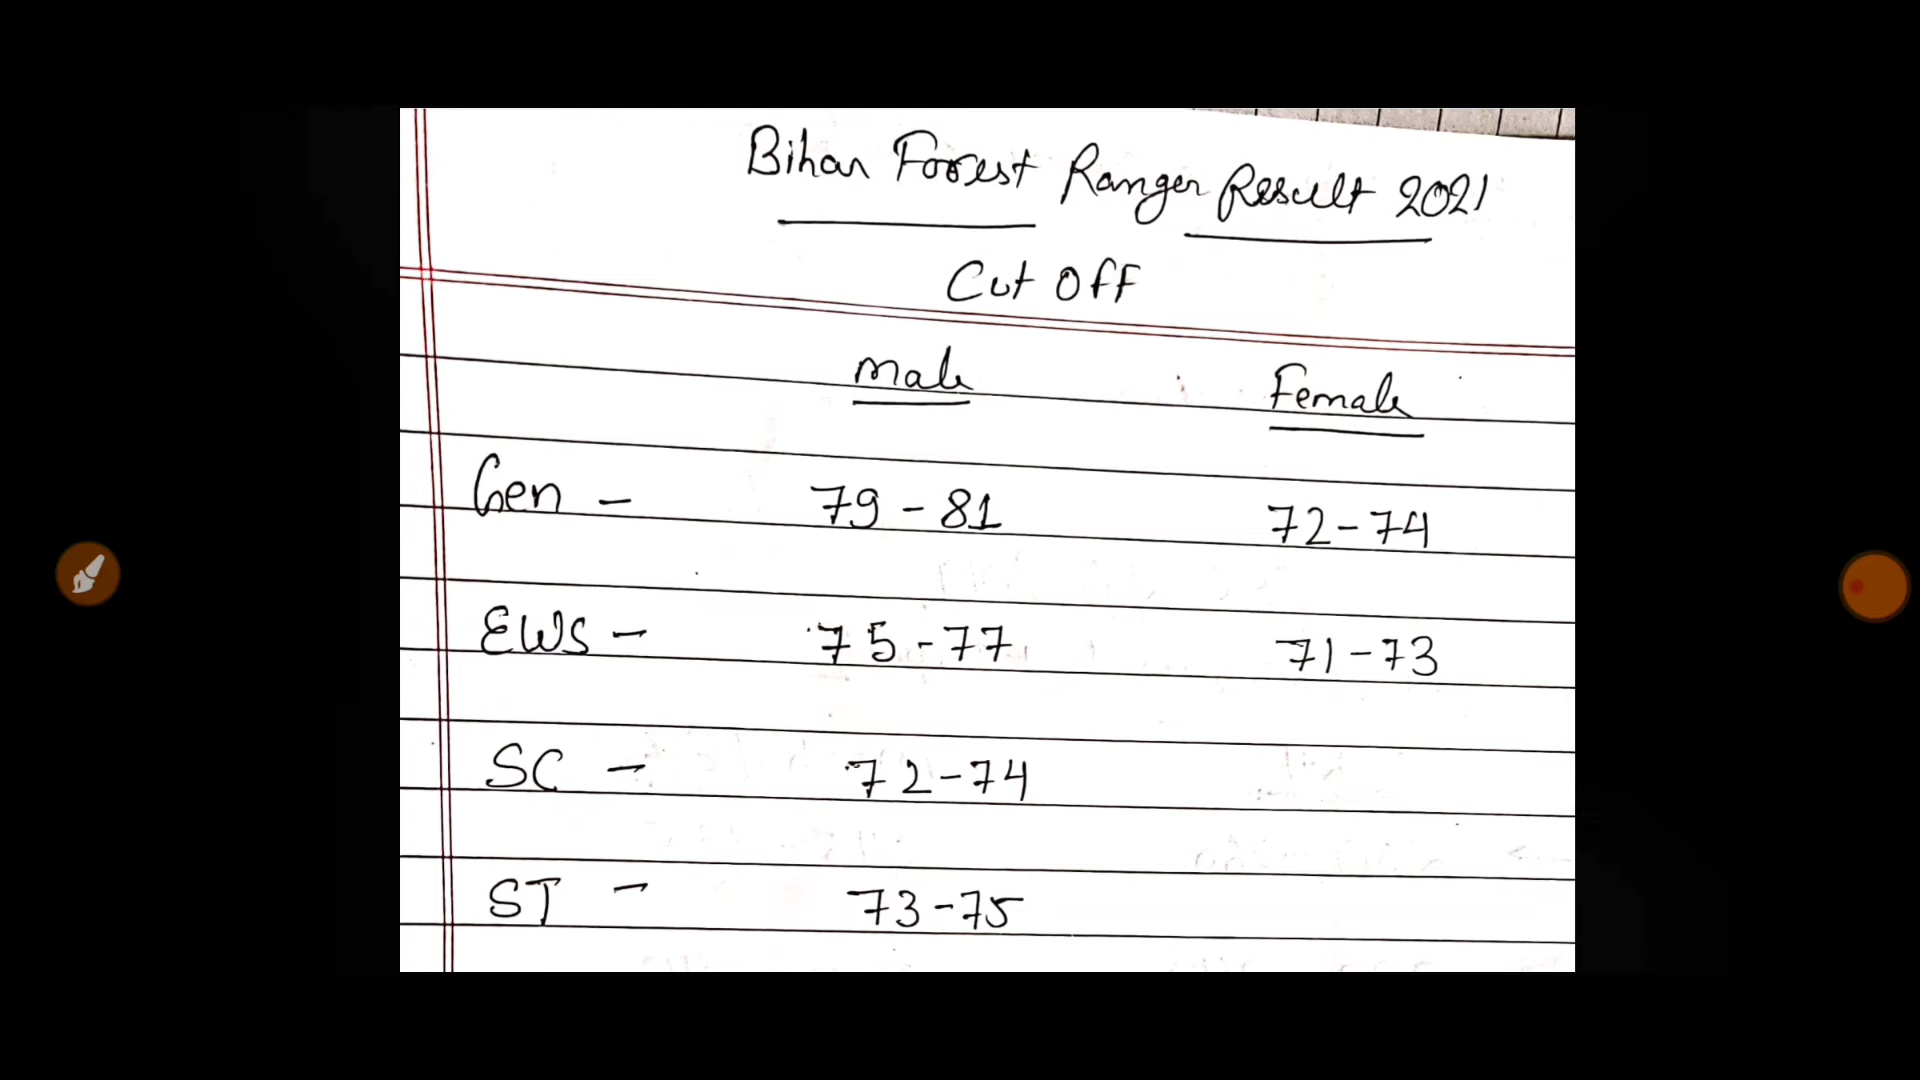 Bihar Forest Ranger Result 2021
Cut Off
Male Female
Gen - 79-81 72-74
EWS - 75-77 71-73
SC - 72-74
ST - 73-75